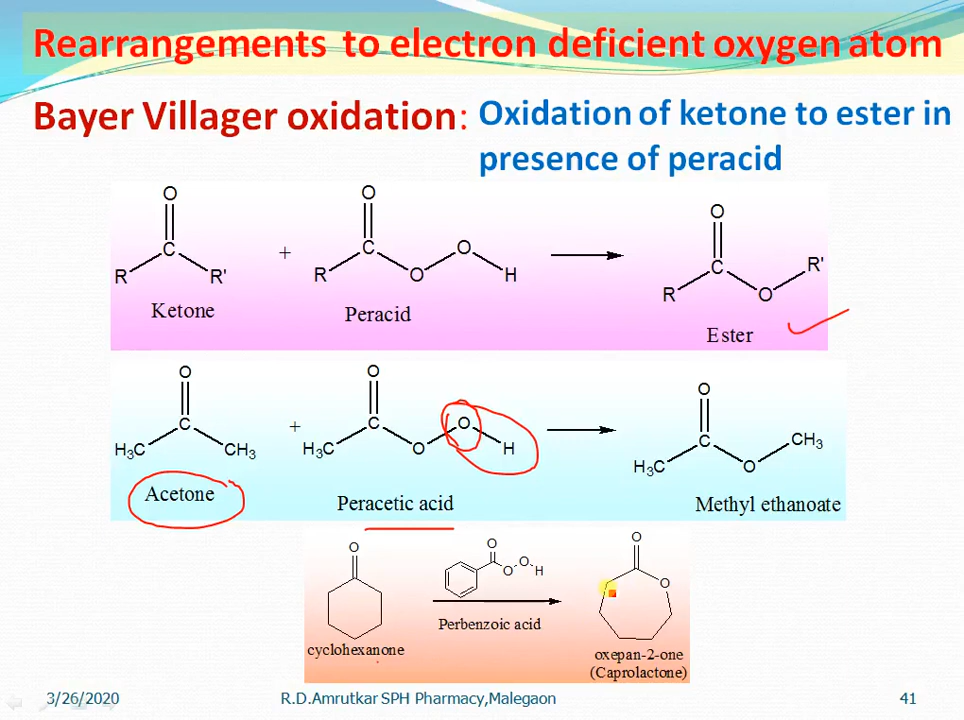 Rearrangements to electron deficient oxygen atom
Bayer Villager oxidation: Oxidation of ketone to ester in
presence of peracid
O O O
C + C O C R'
R R' R O H R O
Ketone Peracid Ester
O O O
C + C O C CH₃
H₃C CH₃ H₃C O H H₃C O
Acetone Peracetic acid Methyl ethanoate
O O O O
O H O
Perbenzoic acid
cyclohexanone oxepan-2-one
(Caprolactone)
3/26/2020 R.D.Amrutkar SPH Pharmacy,Malegaon 41